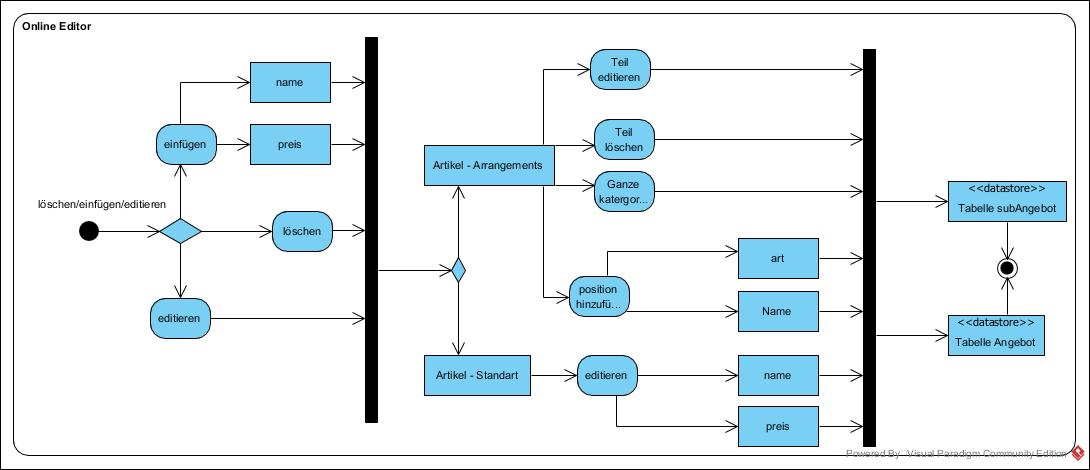 Online Editor
name
einfügen
preis
löschen/einfügen/editieren
löschen
editieren
Teil
editieren
Artikel - Arrangements
Teil
löschen
Ganze
katergor...
position
hinzufü...
art
Name
Artikel - Standart
editieren
name
preis
<<datastore>>
Tabelle subAngebot
<<datastore>>
Tabelle Angebot
Powered By Visual Paradigm Community Edition